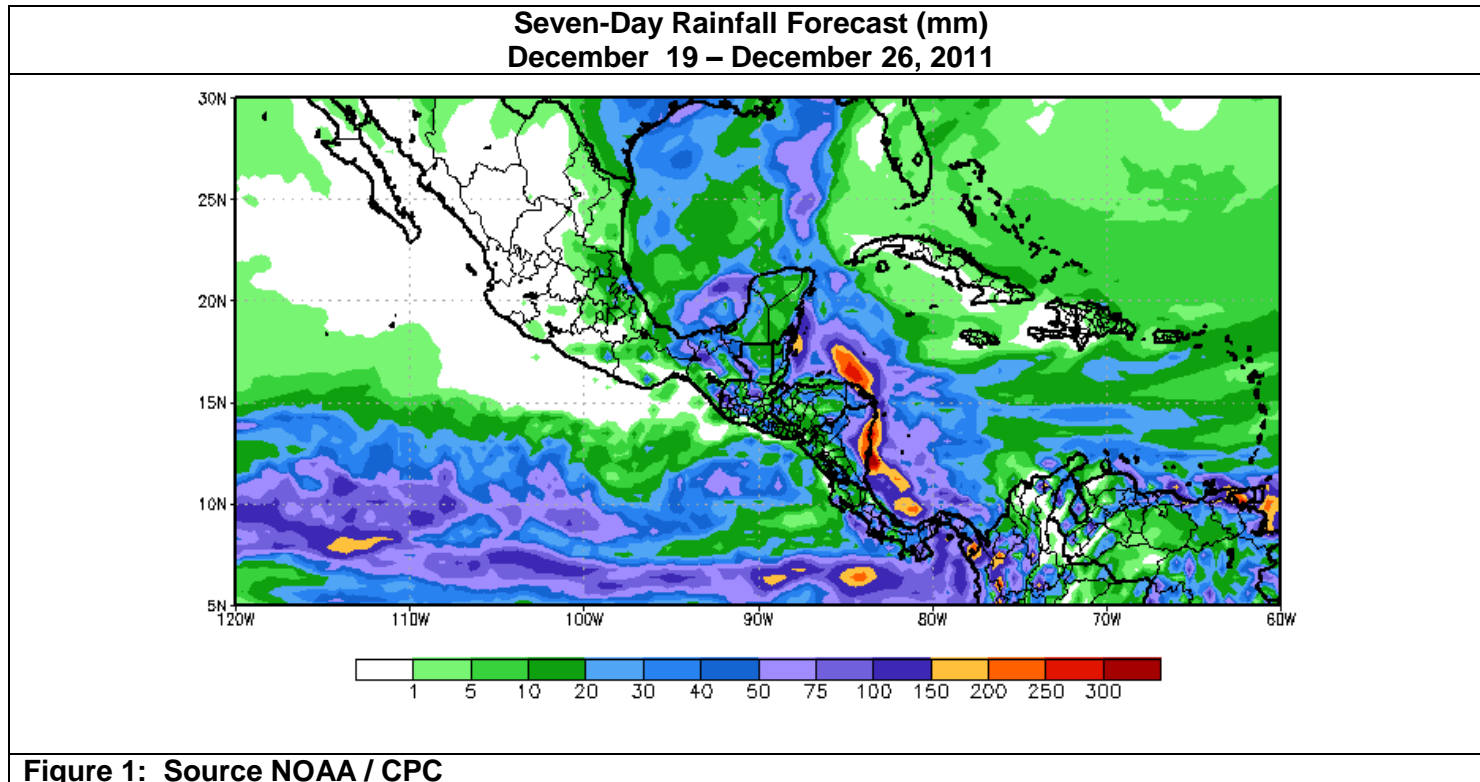 Seven-Day Rainfall Forecast (mm)
December 19 – December 26, 2011
30N
25N
20N
15N
10N
5N
120W 110W 100W 90W 80W 70W 60W
1 5 10 20 30 40 50 75 100 150 200 250 300
Figure 1: Source NOAA / CPC